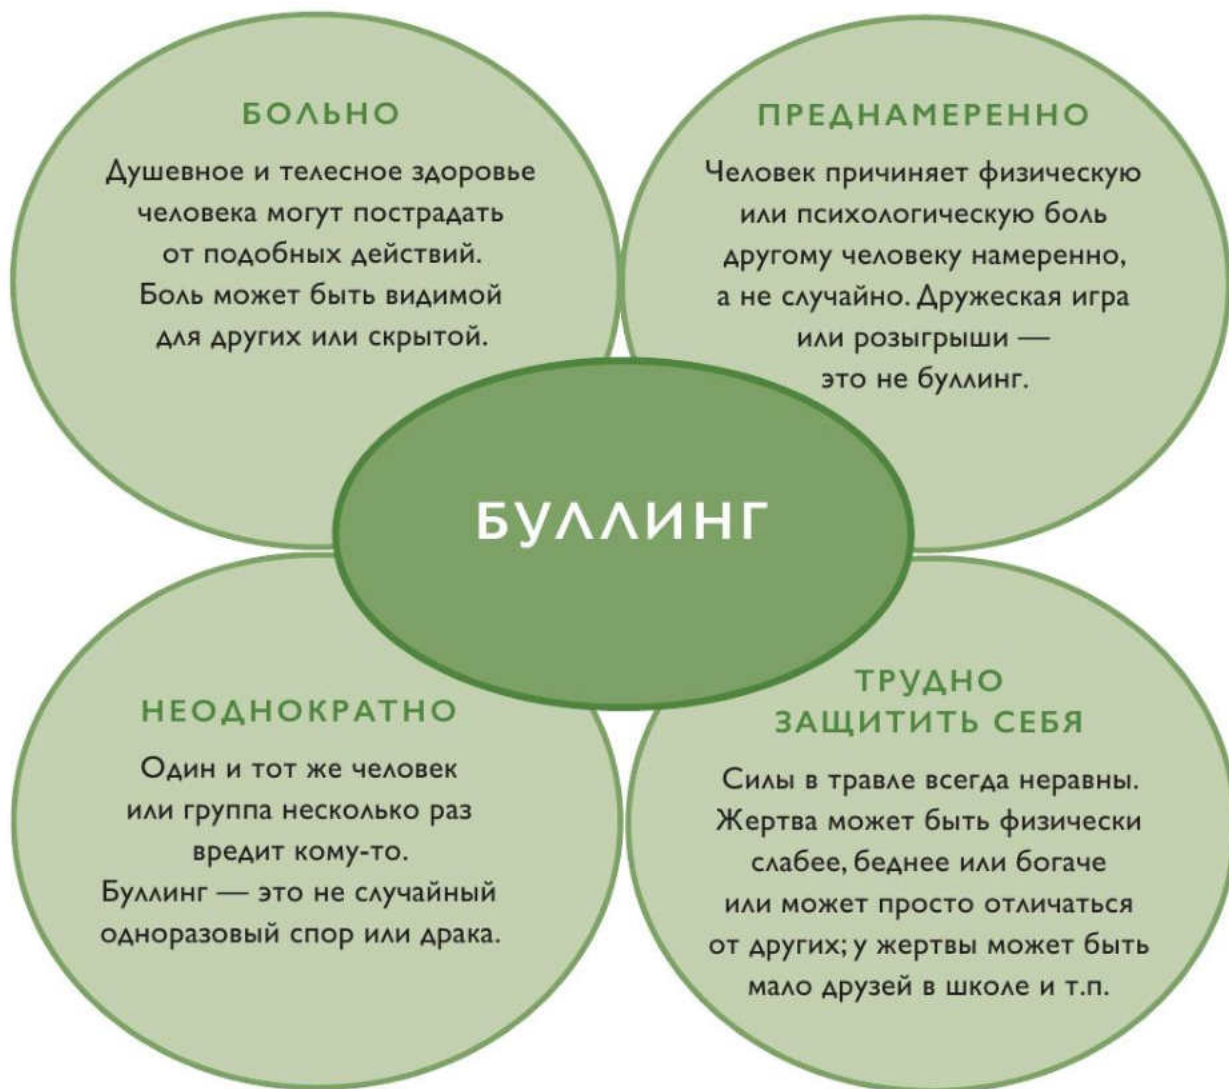 БОЛЬНО
Душевное и телесное здоровье
человека могут пострадать
от подобных действий.
Боль может быть видимой
для других или скрытой.
ПРЕДНАМЕРЕННО
Человек причиняет физическую
или психологическую боль
другому человеку намеренно,
а не случайно. Дружеская игра
или розыгрыши —
это не буллинг.
БУЛЛИНГ
НЕОДНОКРАТНО
Один и тот же человек
или группа несколько раз
вредит кому-то.
Буллинг — это не случайный
одноразовый спор или драка.
ТРУДНО
ЗАЩИТИТЬ СЕБЯ
Силы в травле всегда неравны.
Жертва может быть физически
слабее, беднее или богаче
или может просто отличаться
от других; у жертвы может быть
мало друзей в школе и т.п.